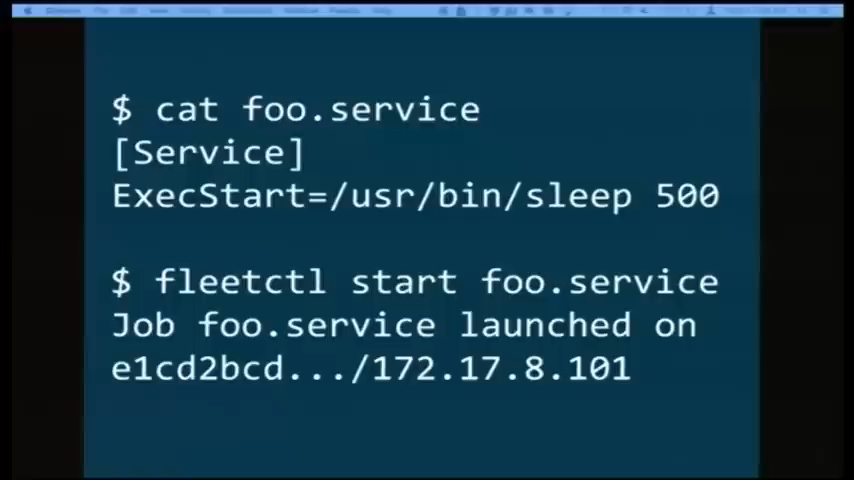 $ cat foo.service
[Service]
ExecStart=/usr/bin/sleep 500
$ fleetctl start foo.service
Job foo.service launched on
e1cd2bcd.../172.17.8.101